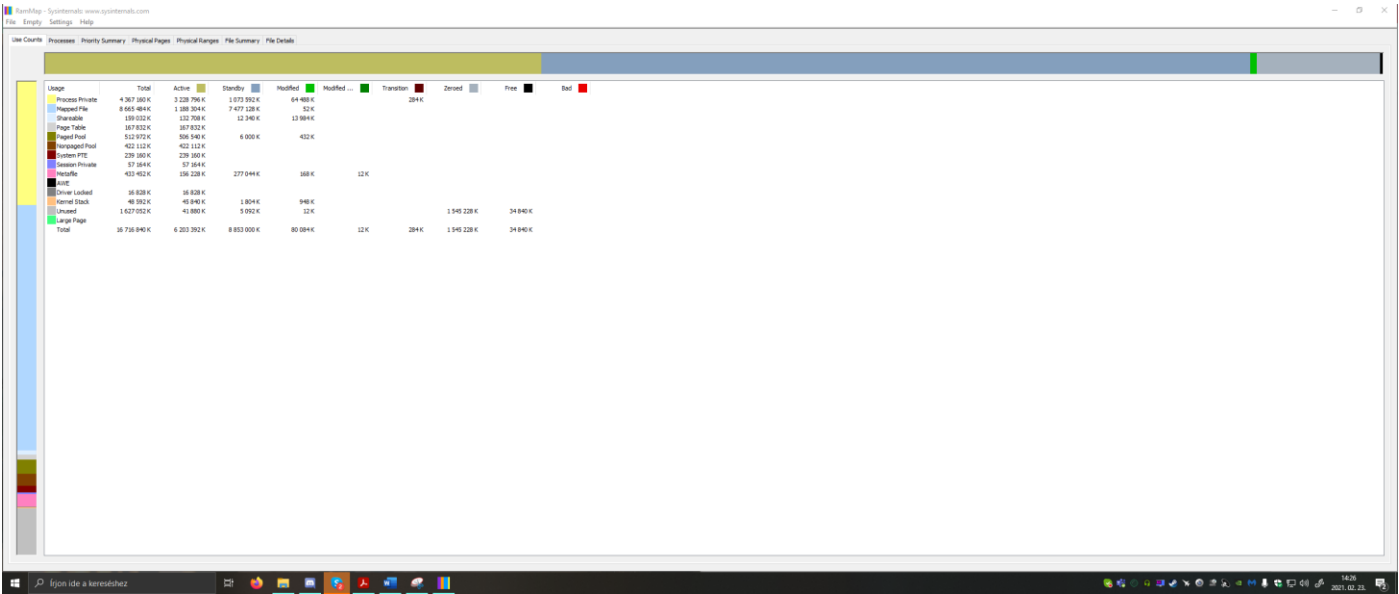 RamMap - Sysinternals: www.sysinternals.com
File Empty Settings Help
Use Counts Processes Priority Summary Physical Pages Physical Ranges File Summary File Details
Usage Total Active Standby Modified Modified ... Transition Zeroed Free Bad
Process Private 4 367 160 K 3 228 796 K 1 073 592 K 64 488 K 284 K
Mapped File 8 665 484 K 1 188 304 K 7 477 128 K 52 K
Shareable 159 032 K 132 708 K 12 340 K 13 984 K
Page Table 167 832 K 167 832 K
Paged Pool 512 972 K 506 540 K 6 000 K 432 K
Nonpaged Pool 422 112 K 422 112 K
System PTE 239 160 K 239 160 K
Session Private 57 164 K 57 164 K
Metafile 433 452 K 156 228 K 277 044 K 168 K 12 K
AWE
Driver Locked 16 828 K 16 828 K
Kernel Stack 48 592 K 45 840 K 1 804 K 948 K
Unused 1 627 052 K 41 880 K 5 092 K 12 K 1 545 228 K 34 840 K
Large Page
Total 16 716 840 K 6 203 392 K 8 853 000 K 80 084 K 12 K 284 K 1 545 228 K 34 840 K
Írjon ide a kereséshez
14:26
2021. 02. 23.